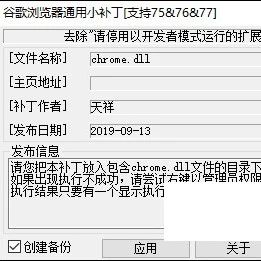 谷歌浏览器通用小补丁[支持75&76&77]
去除"请停用以开发者模式运行的扩展
[文件名称] chrome.dll
[主页地址]
[补丁作者] 天祥
[发布日期] 2019-09-13
发布信息
请您把本补丁放入包含chrome.dll文件的目录下
如果出现执行不成功，请尝试右键以管理员权限
执行结果只要有一个显示执行
创建备份 应用 关于